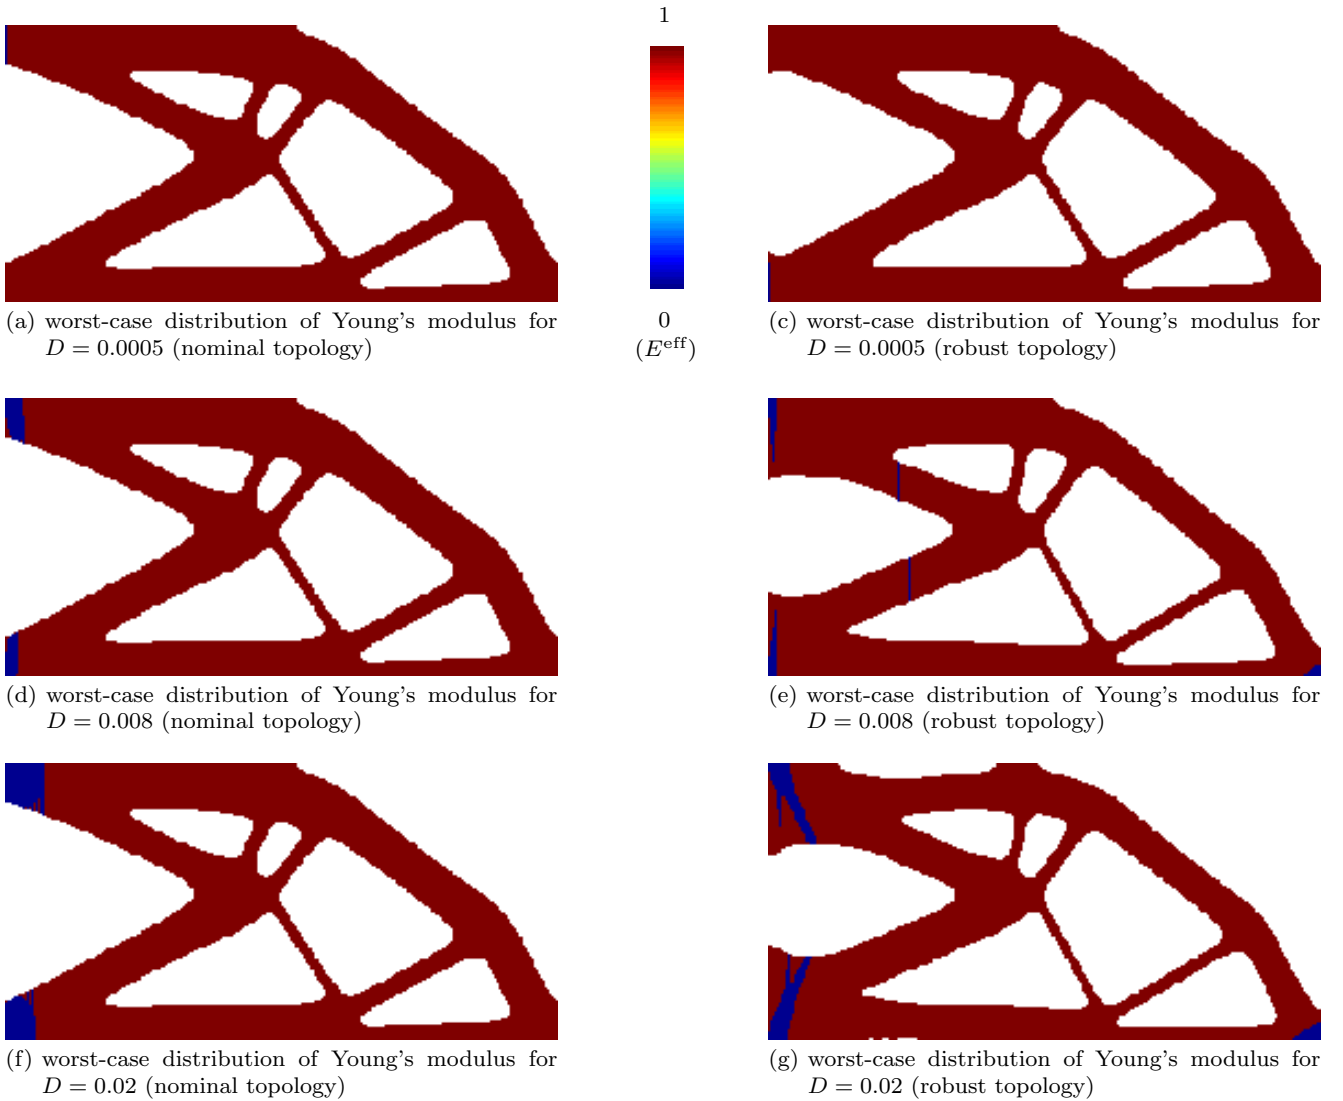 1
0
(E^eff)
(a) worst-case distribution of Young's modulus for
D = 0.0005 (nominal topology)
(c) worst-case distribution of Young's modulus for
D = 0.0005 (robust topology)
(d) worst-case distribution of Young's modulus for
D = 0.008 (nominal topology)
(e) worst-case distribution of Young's modulus for
D = 0.008 (robust topology)
(f) worst-case distribution of Young's modulus for
D = 0.02 (nominal topology)
(g) worst-case distribution of Young's modulus for
D = 0.02 (robust topology)